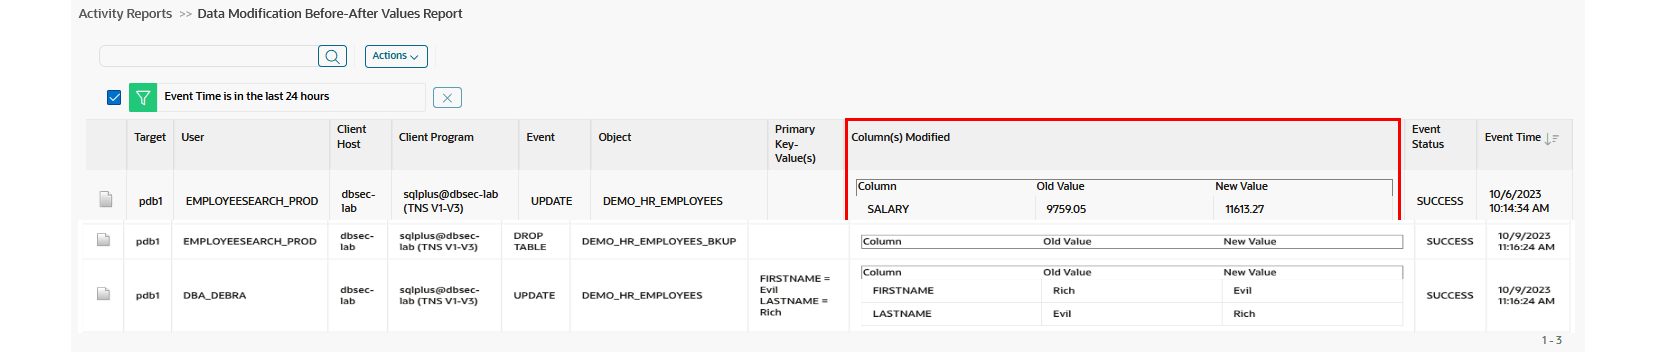 Activity Reports >> Data Modification Before-After Values Report
Actions
Event Time is in the last 24 hours
Target User Client Host Client Program Event Object Primary Key-Value(s) Column(s) Modified Event Status Event Time
Column Old Value New Value
pdb1 EMPLOYEESEARCH_PROD dbsec-lab sqlplus@dbsec-lab (TNS V1-V3) UPDATE DEMO_HR_EMPLOYEES SALARY 9759.05 11613.27 SUCCESS 10/6/2023 10:14:34 AM
pdb1 EMPLOYEESEARCH_PROD dbsec-lab sqlplus@dbsec-lab (TNS V1-V3) DROP TABLE DEMO_HR_EMPLOYEES_BKUP Column Old Value New Value SUCCESS 10/9/2023 11:16:24 AM
Column Old Value New Value
pdb1 DBA_DEBRA dbsec-lab sqlplus@dbsec-lab (TNS V1-V3) UPDATE DEMO_HR_EMPLOYEES FIRSTNAME = Evil LASTNAME = Rich FIRSTNAME Rich Evil SUCCESS 10/9/2023 11:16:24 AM
LASTNAME Evil Rich
1 - 3